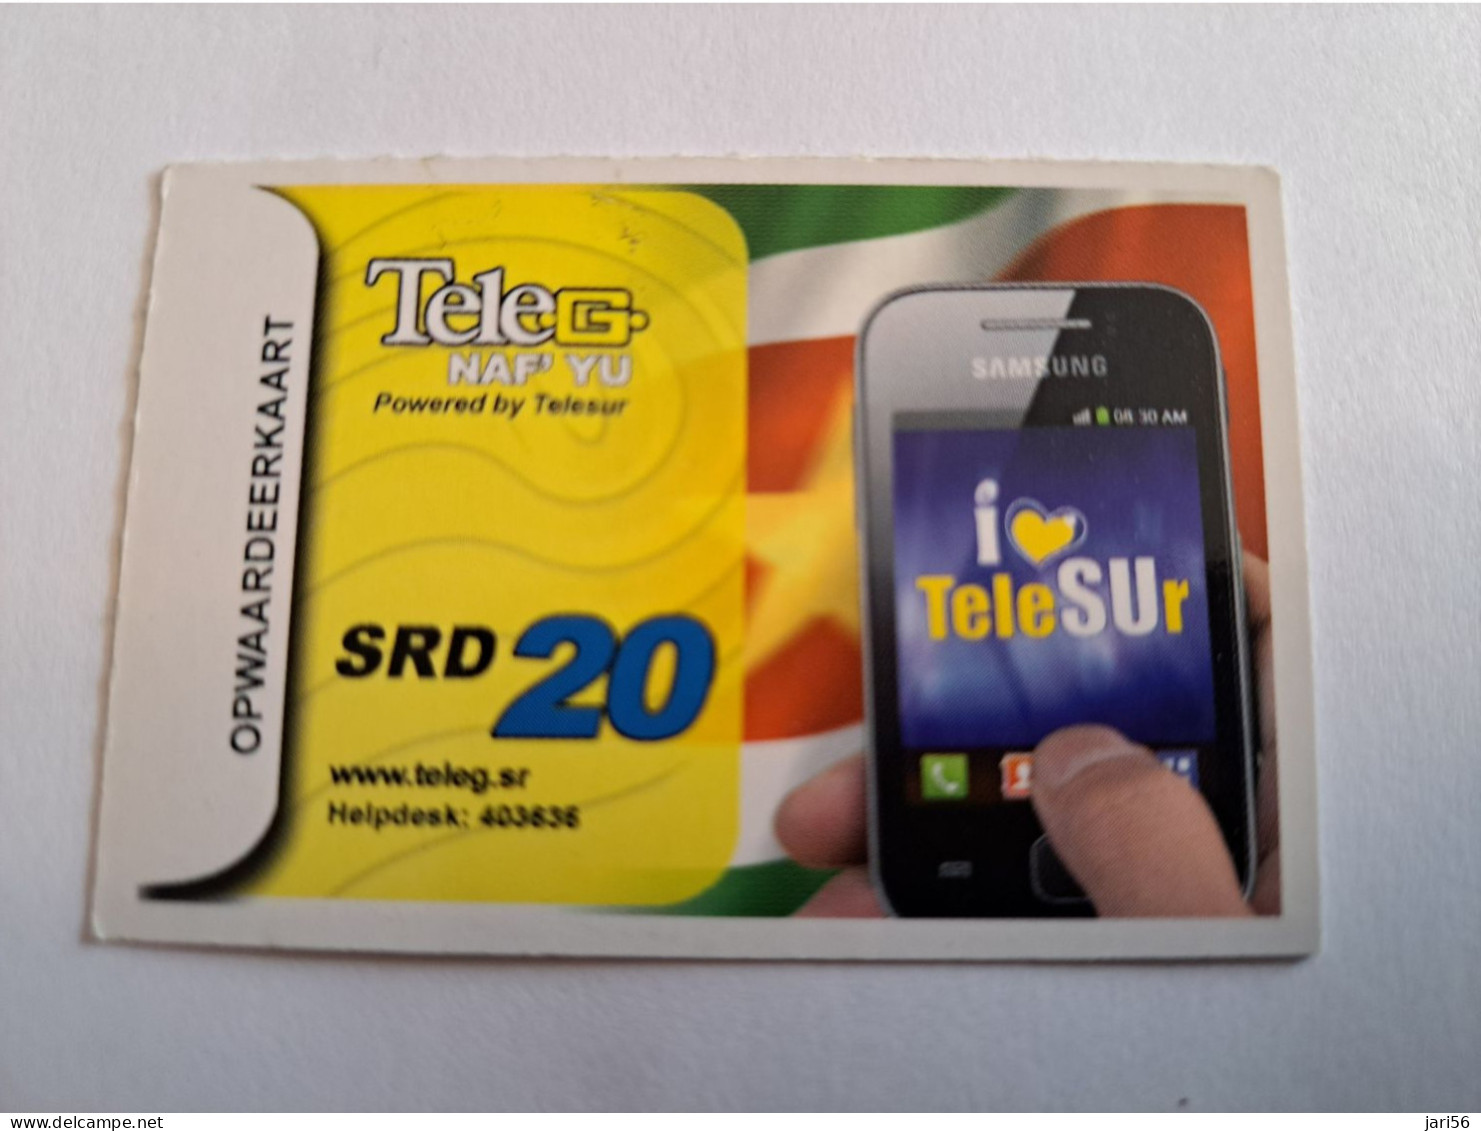 OPWAARDEERKAART
TeleG
NAF' YU
Powered by Telesur
SRD 20
www.teleg.sr
Helpdesk: 403636
SAMSUNG
08:30 AM
i
TeleSUr
delcampe.net
jari56